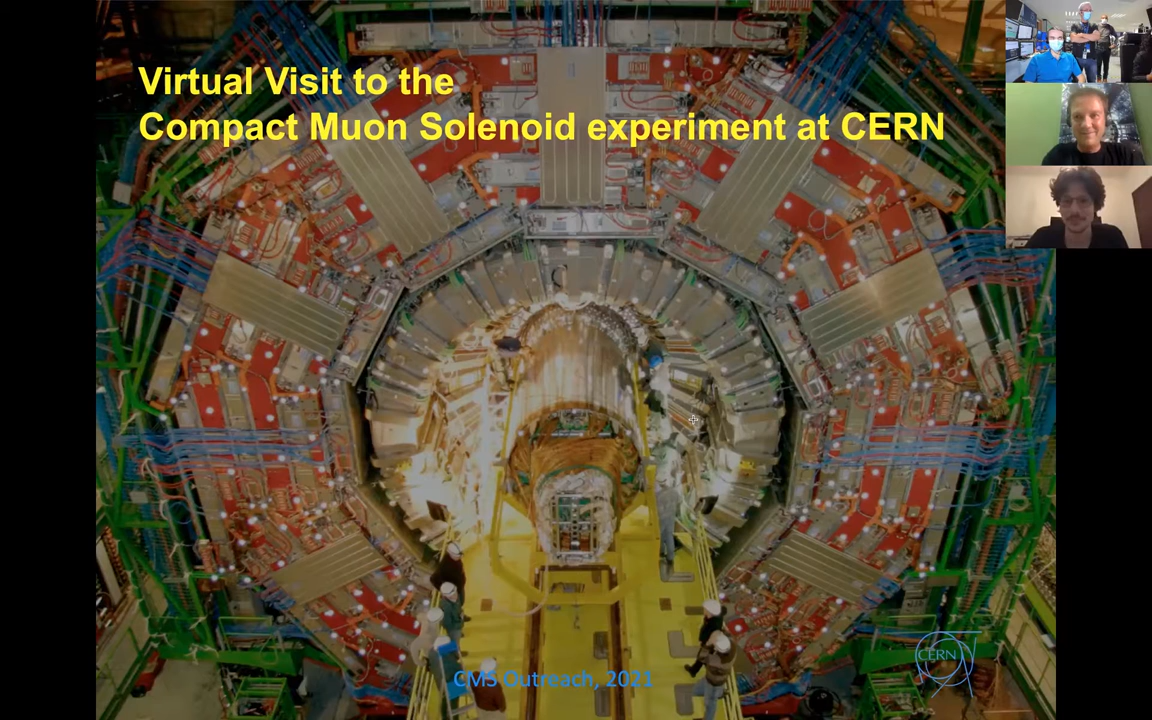 Virtual Visit to the
Compact Muon Solenoid experiment at CERN
CERN
CMS Outreach, 2021